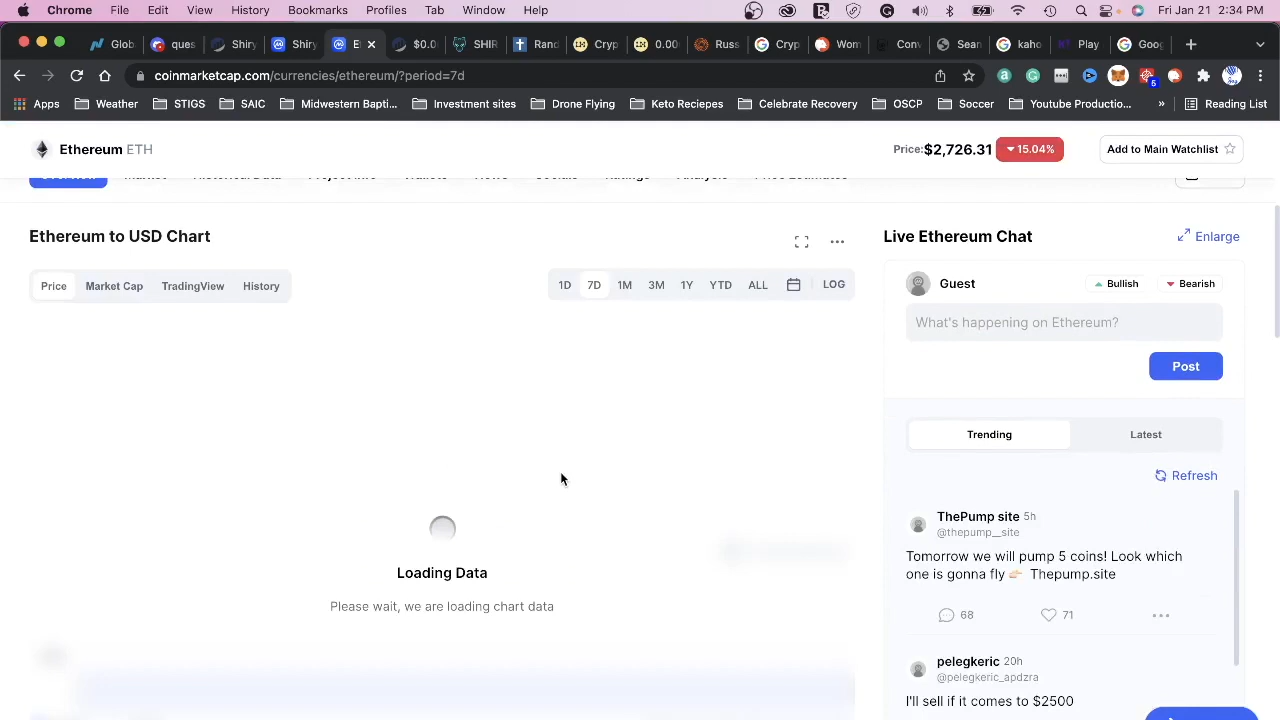 Chrome File Edit View History Bookmarks Profiles Tab Window Help Fri Jan 21 2:34 PM
Glob ques Shiry Shiry E $0.0 SHIR Rand Cryp 0.00 Russ Cryp Wom Conv Sean kaho Play Goog
coinmarketcap.com/currencies/ethereum/?period=7d
5
Apps Weather STIGS SAIC Midwestern Bapti... Investment sites Drone Flying Keto Reciepes Celebrate Recovery OSCP Soccer Youtube Productio... » Reading List
Ethereum ETH
Price:$2,726.31 15.04% Add to Main Watchlist
Ethereum to USD Chart
Price Market Cap TradingView History
1D 7D 1M 3M 1Y YTD ALL LOG
Loading Data
Please wait, we are loading chart data
Live Ethereum Chat Enlarge
Guest Bullish Bearish
What's happening on Ethereum?
Post
Trending Latest
Refresh
ThePump site 5h
@thepump__site
Tomorrow we will pump 5 coins! Look which
one is gonna fly 👉🏻 Thepump.site
68 71
pelegkeric 20h
@pelegkeric_apdzra
I'll sell if it comes to $2500